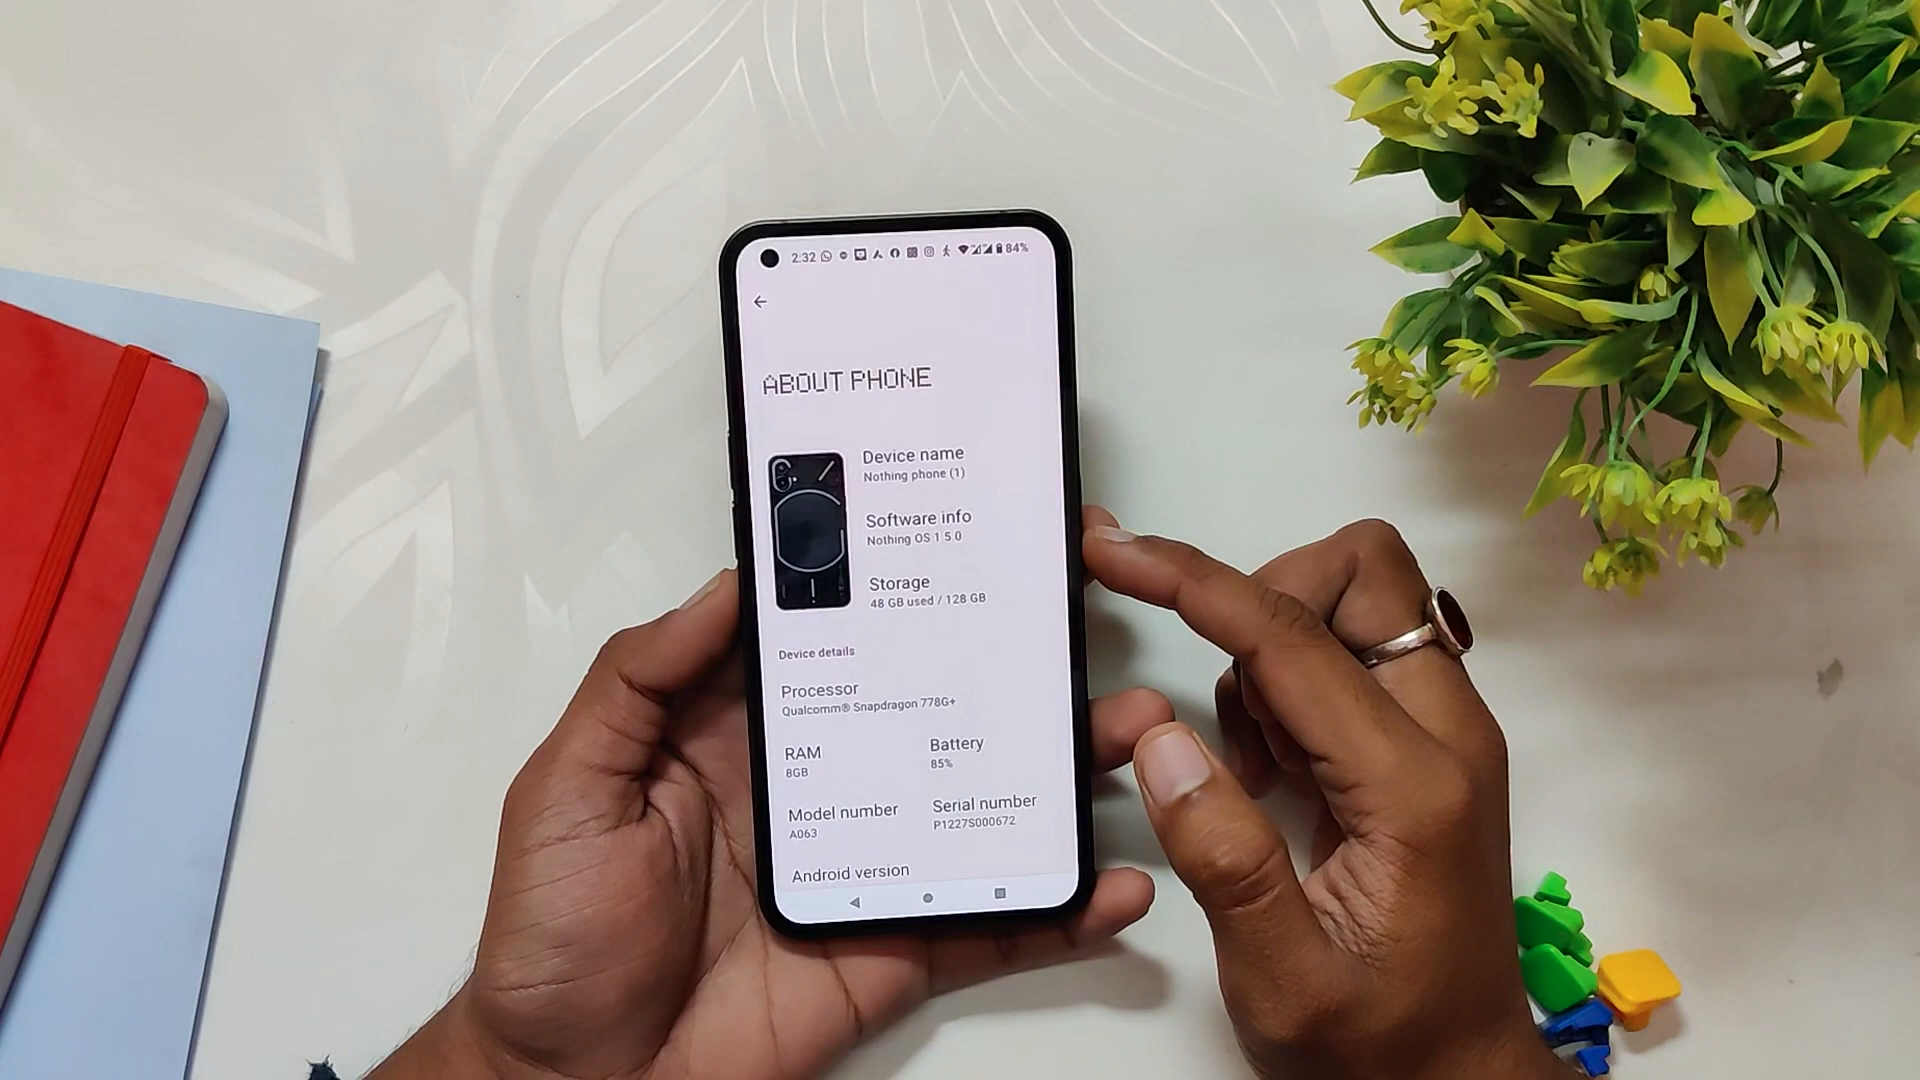 2:32 84%
ABOUT PHONE
Device name
Nothing phone (1)
Software info
Nothing OS 1.5.0
Storage
48 GB used / 128 GB
Device details
Processor
Qualcomm® Snapdragon 778G+
RAM
8GB
Battery
85%
Model number
A063
Serial number
P1227S000672
Android version